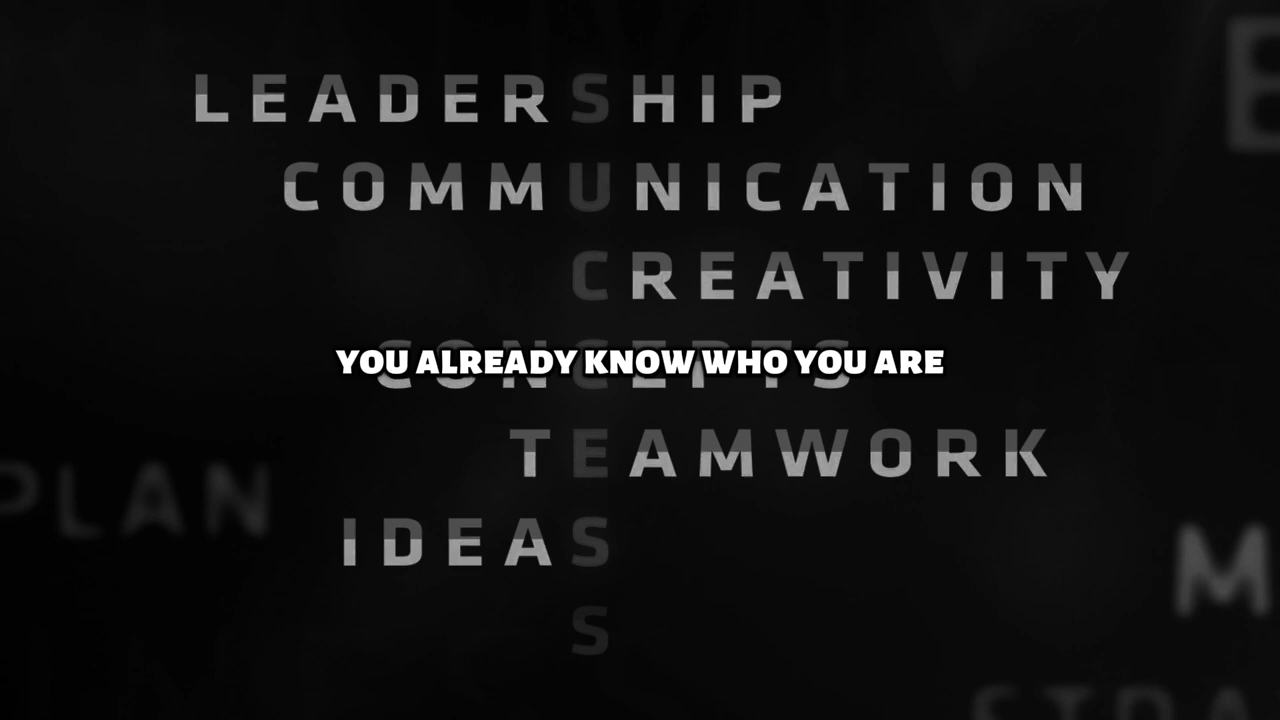 LEADERSHIP
COMMUNICATION
CREATIVITY
CONCEPTS
YOU ALREADY KNOW WHO YOU ARE
TEAMWORK
PLAN
IDEAS
S